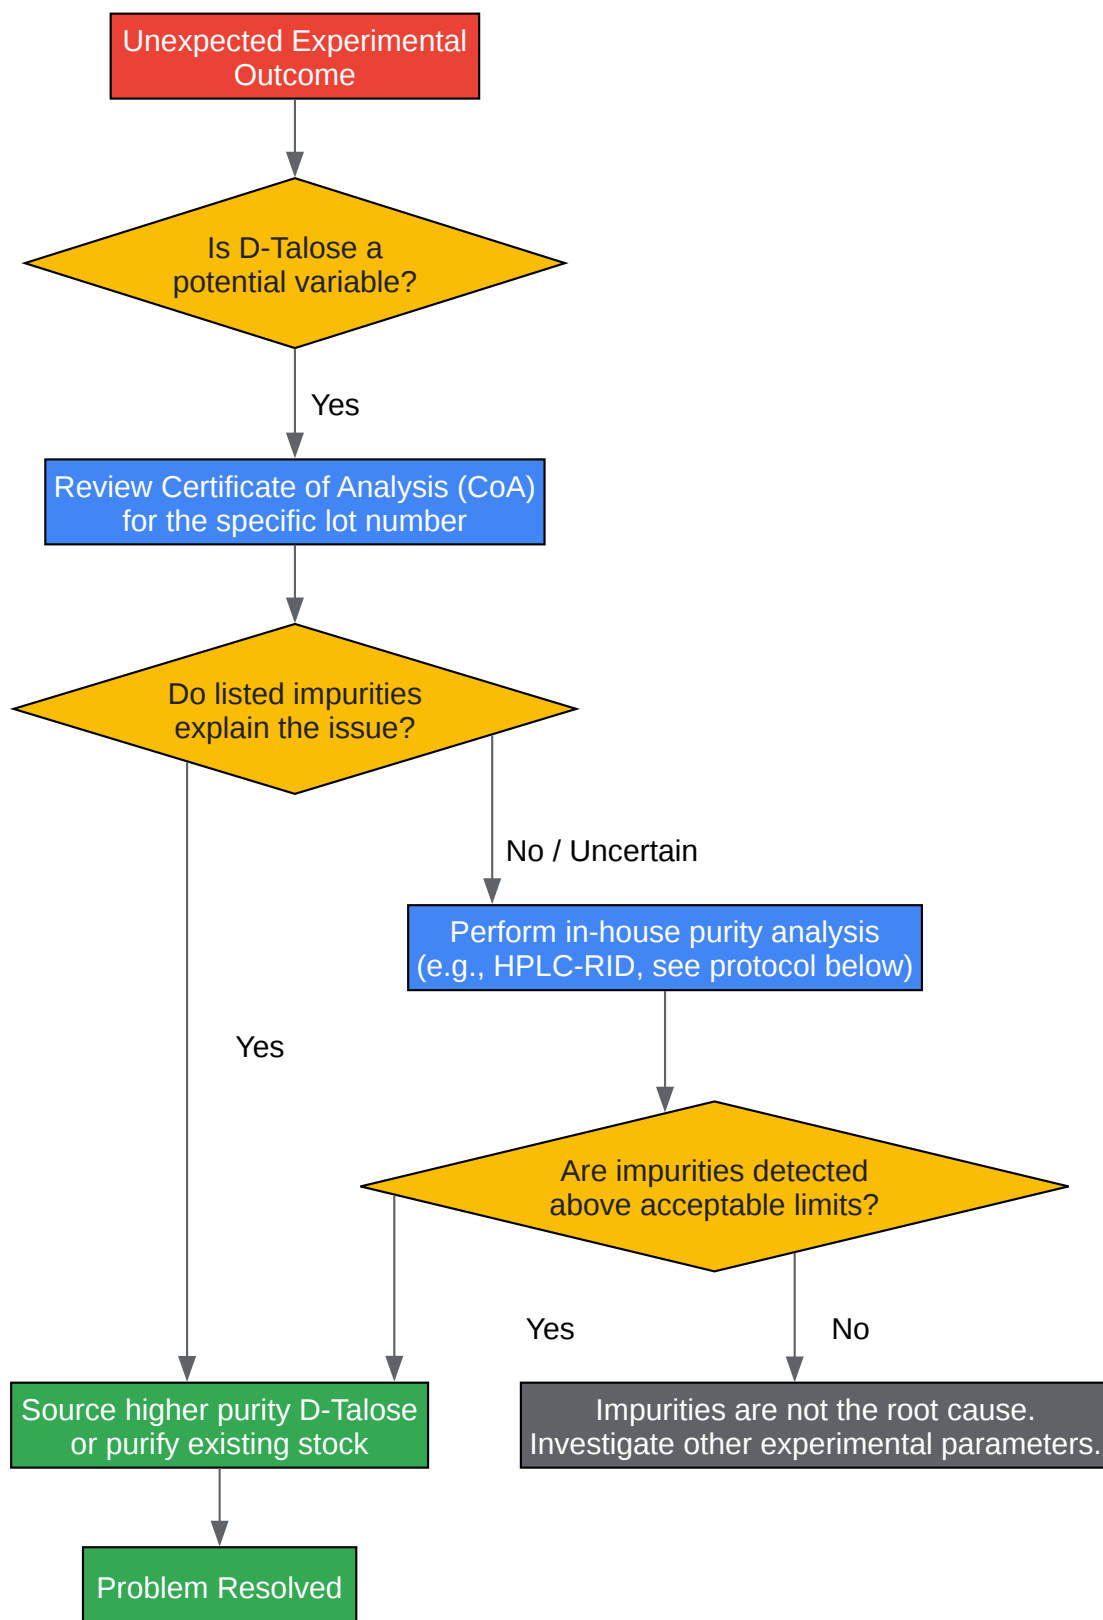 Unexpected Experimental
Outcome
Is D-Talose a
potential variable?
Yes
Review Certificate of Analysis (CoA)
for the specific lot number
Do listed impurities
explain the issue?
No / Uncertain
Perform in-house purity analysis
(e.g., HPLC-RID, see protocol below)
Yes
Are impurities detected
above acceptable limits?
Yes
No
Source higher purity D-Talose
or purify existing stock
Impurities are not the root cause.
Investigate other experimental parameters.
Problem Resolved